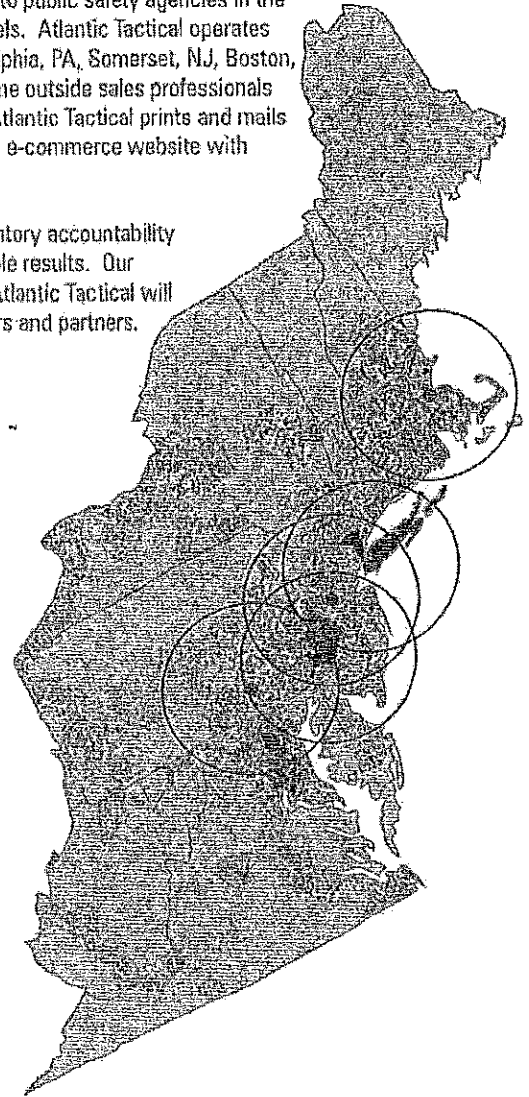 to public safety agencies in the
els. Atlantic Tactical operates
phia, PA, Somerset, NJ, Boston,
ne outside sales professionals
Atlantic Tactical prints and mails
e-commerce website with
ntory accountability
le results. Our
Atlantic Tactical will
rs and partners.